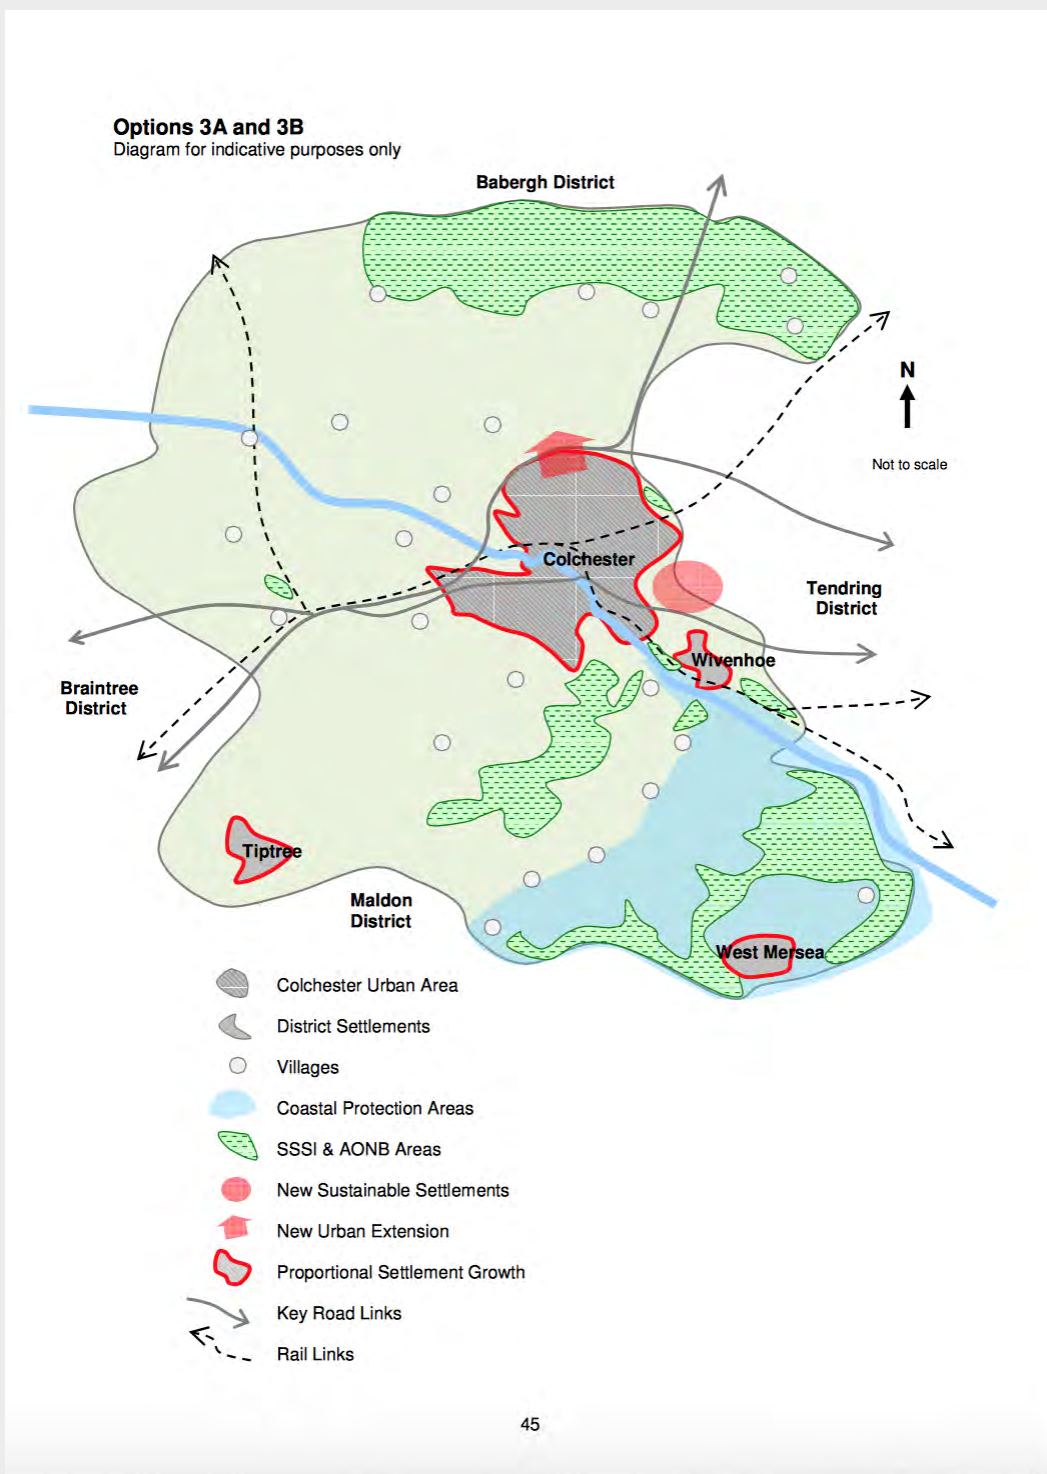 Options 3A and 3B
Diagram for indicative purposes only
Babergh District
N
Not to scale
Colchester
Tendring
District
Wivenhoe
Braintree
District
Tiptree
Maldon
District
West Mersea
Colchester Urban Area
District Settlements
Villages
Coastal Protection Areas
SSSI & AONB Areas
New Sustainable Settlements
New Urban Extension
Proportional Settlement Growth
Key Road Links
Rail Links
45